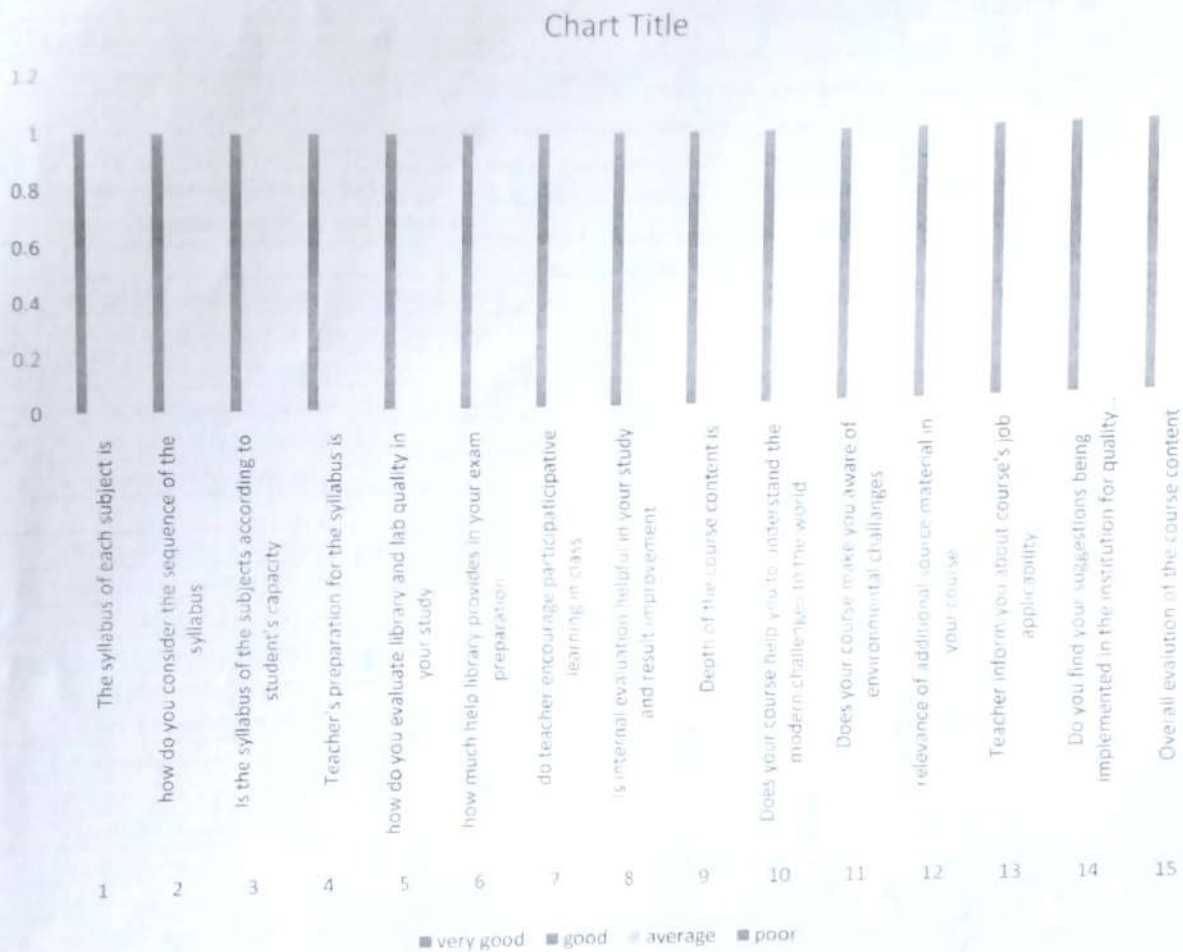 Chart Title
1.2
1
0.8
0.6
0.4
0.2
0
The syllabus of each subject is
how do you consider the sequence of the
syllabus
Is the syllabus of the subjects according to
student's capacity
Teacher's preparation for the syllabus is
how do you evaluate library and lab quality in
your study
how much help library provides in your exam
preparation
do teacher encourage participaticipative
learning in class
Is internal evaluation helpful in your study
and result improvement
Depth of the course content is
Does your course help you to understand the
modern challenges to the world
Does your course make you aware of
environmental challanges
relevance of additional source material in
your course
Teacher inform you about course's job
applicability
Do you find your suggestions being
implemented in the institution for quality...
Overall evalution of the course content
1 2 3 4 5 6 7 8 9 10 11 12 13 14 15
very good good average poor